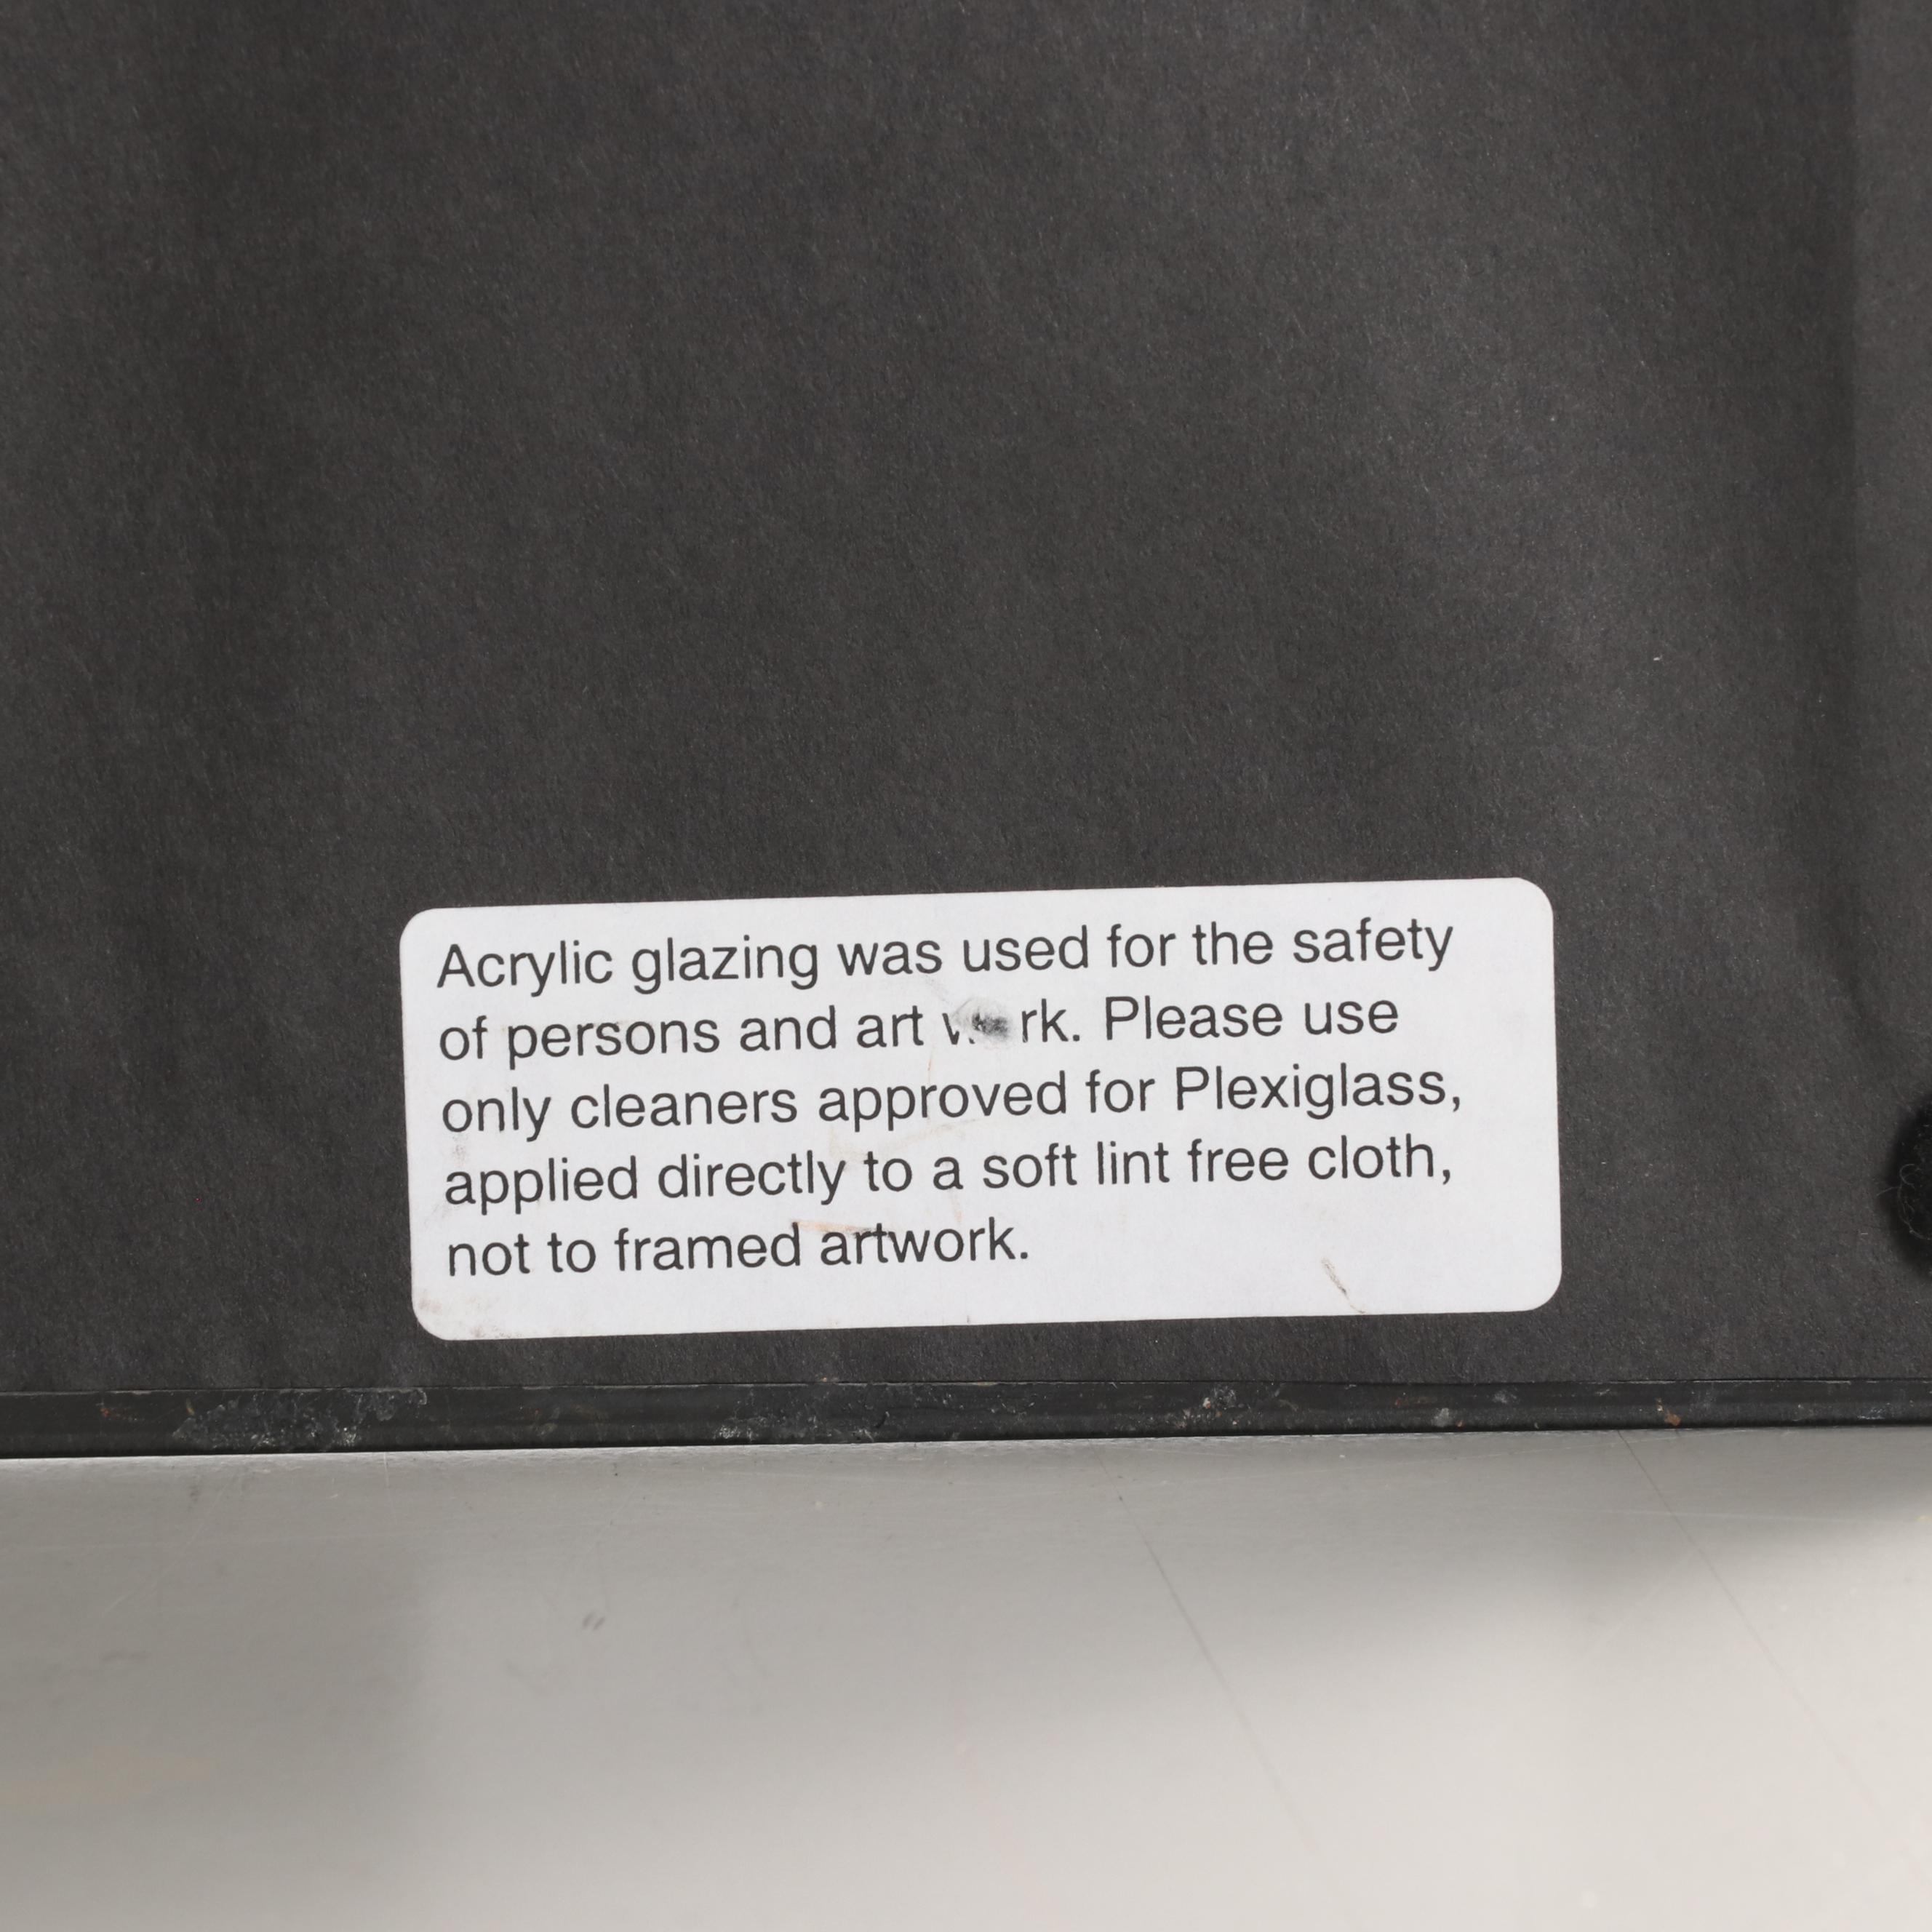 Acrylic glazing was used for the safety
of persons and art work. Please use
only cleaners approved for Plexiglass,
applied directly to a soft lint free cloth,
not to framed artwork.